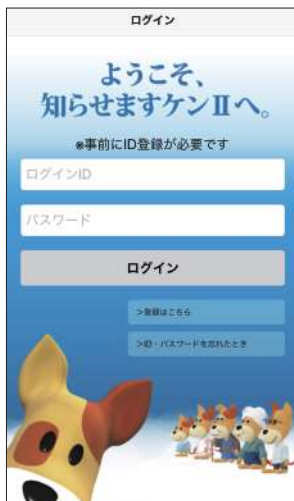 ログイン
ようこそ、
知らせますケンⅡへ。
※事前にID登録が必要です
ログインID
パスワード
ログイン
>登録はこちら
>ID・パスワードを忘れたとき